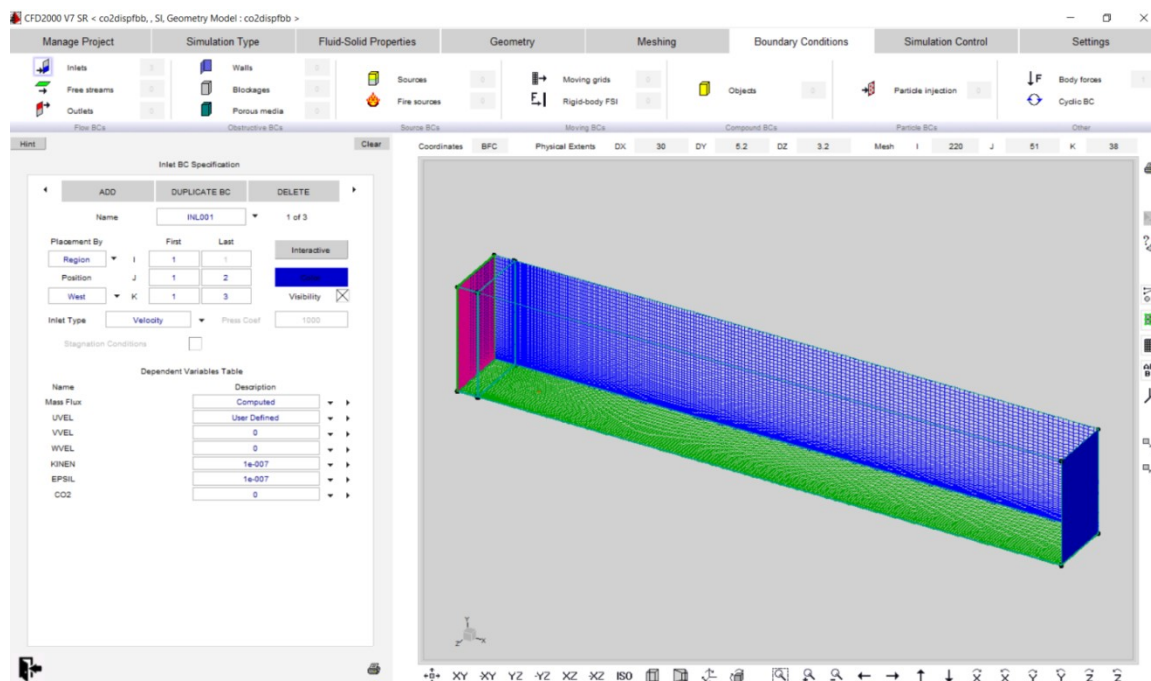 CFD2000 V7 SR < co2dispfbb, , SI, Geometry Model : co2dispfbb >
Manage Project Simulation Type Fluid-Solid Properties Geometry Meshing Boundary Conditions Simulation Control Settings
Inlets Walls Sources Moving grids Objects Particle injection Body forces
Free streams Blockages Fire sources Rigid-body FSI Cyclic BC
Outlets Porous media
Flow BCs Obstructive BCs Source BCs Moving BCs Compound BCs Particle BCs Other
Hint Clear Coordinates BFC Physical Extents DX 30 DY 5.2 DZ 3.2 Mesh I 220 J 51 K 38
Inlet BC Specification
ADD DUPLICATE BC DELETE
Name INL001 1 of 3
Placement By First Last
Interactive
Region I 1 1
Position J 1 2
West K 1 3 Visibility
Inlet Type Velocity Press Coef 1000
Stagnation Conditions
Dependent Variables Table
Name Description
Mass Flux Computed
UVEL User Defined
VVEL 0
WVEL 0
KINEN 1e-007
EPSIL 1e-007
CO2 0
Y
Z X
XY -XY YZ -YZ XZ -XZ ISO